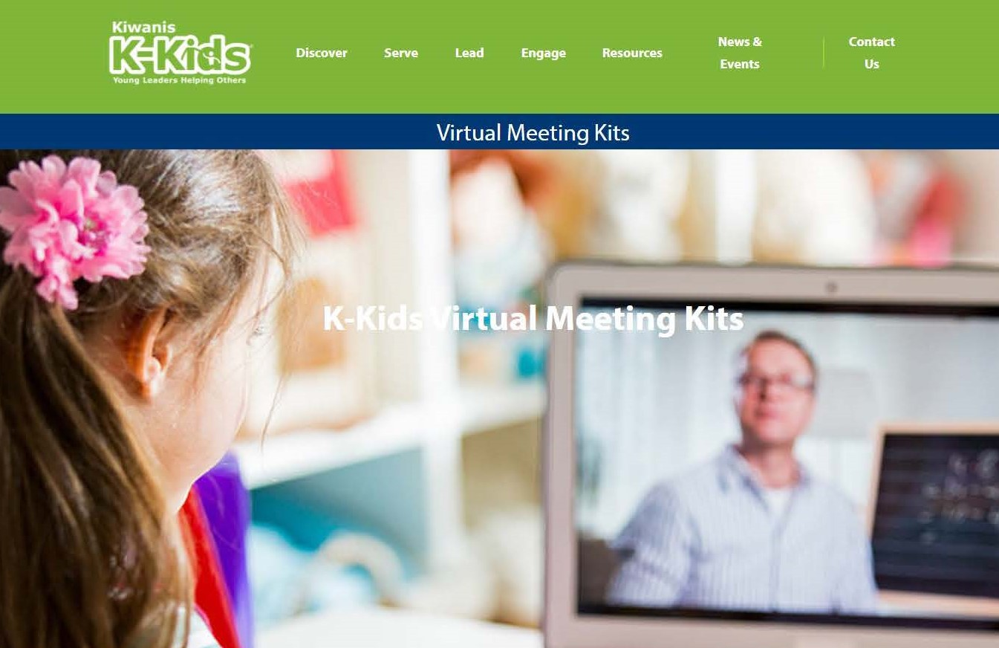 Kiwanis
K-Kids
Young Leaders Helping Others
Discover Serve Lead Engage Resources News & Events Contact Us
Virtual Meeting Kits
K-Kids Virtual Meeting Kits